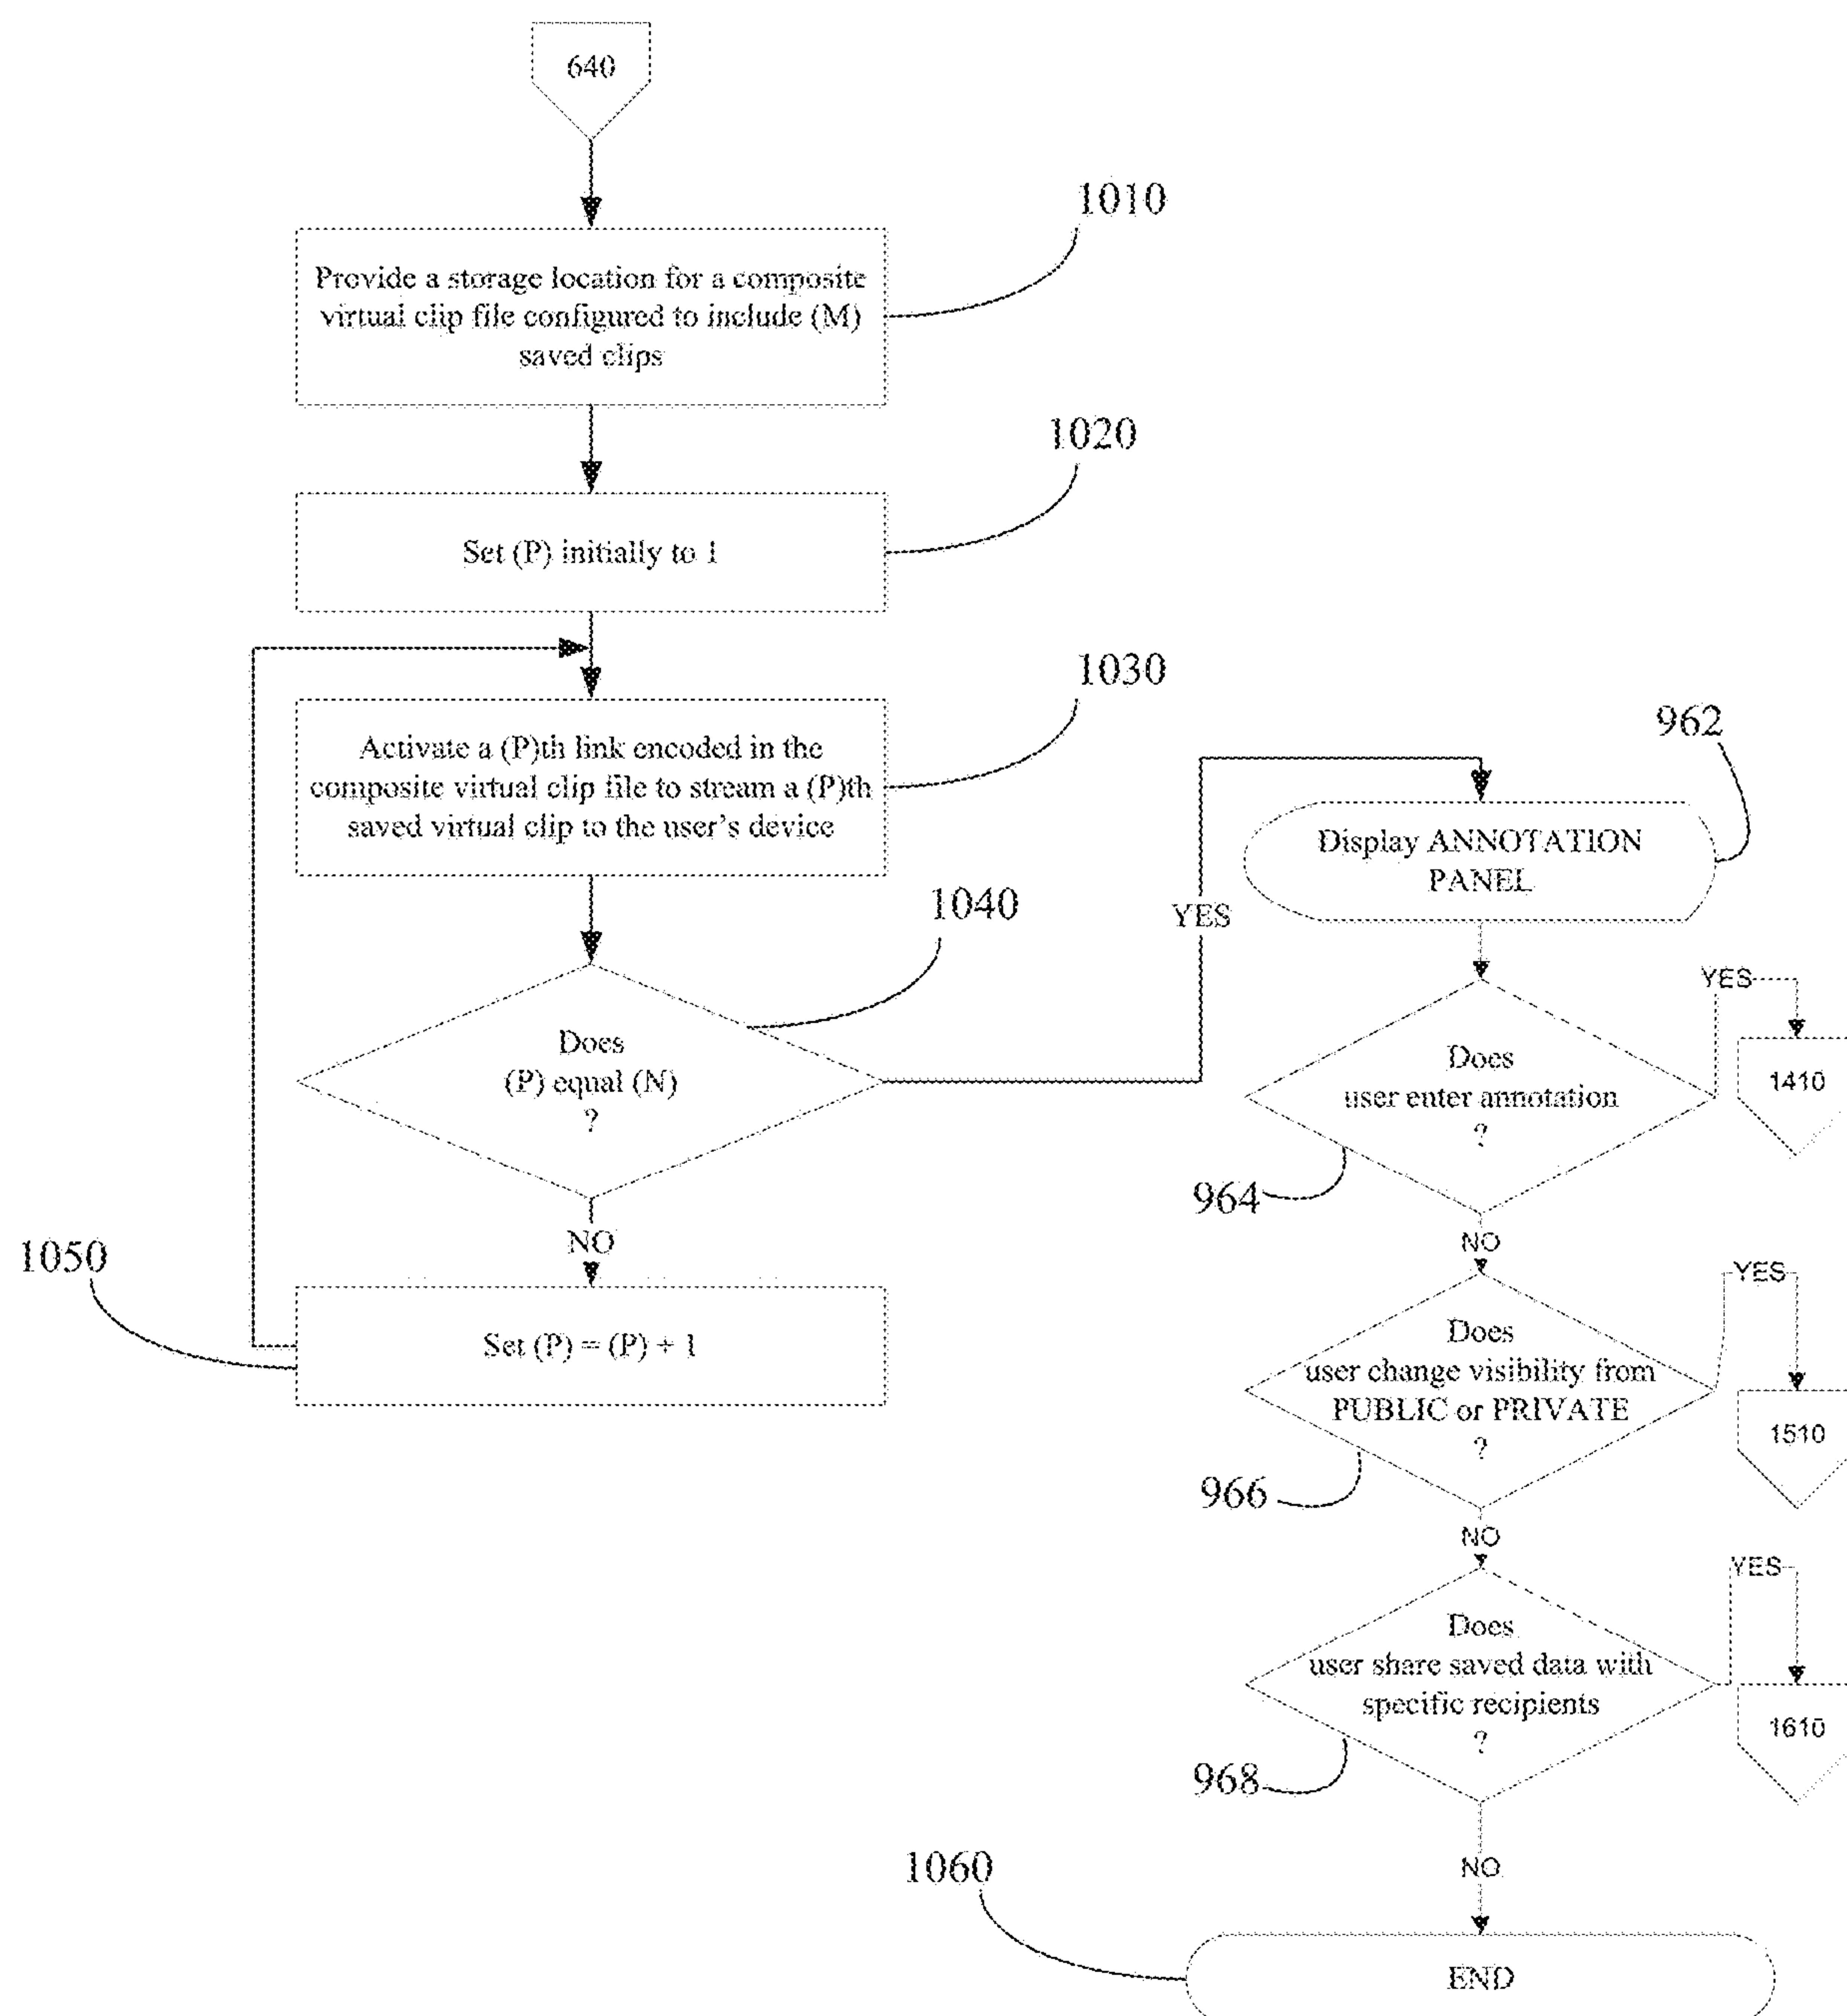 640
1010
Provide a storage location for a composite
virtual clip file configured to include (M)
saved clips
1020
Set (P) initially to 1
1030
Activate a (P)th link encoded in the
composite virtual clip file to stream a (P)th
saved virtual clip to the user's device
1040
Does
(P) equal (N)
?
YES
NO
1050
Set (P) = (P) + 1
962
Display ANNOTATION
PANEL
Does
user enter annotation
?
964
YES
1410
NO
Does
user change visibility from
PUBLIC or PRIVATE
?
966
YES
1510
NO
Does
user share saved data with
specific recipients
?
968
YES
1610
NO
1060
END